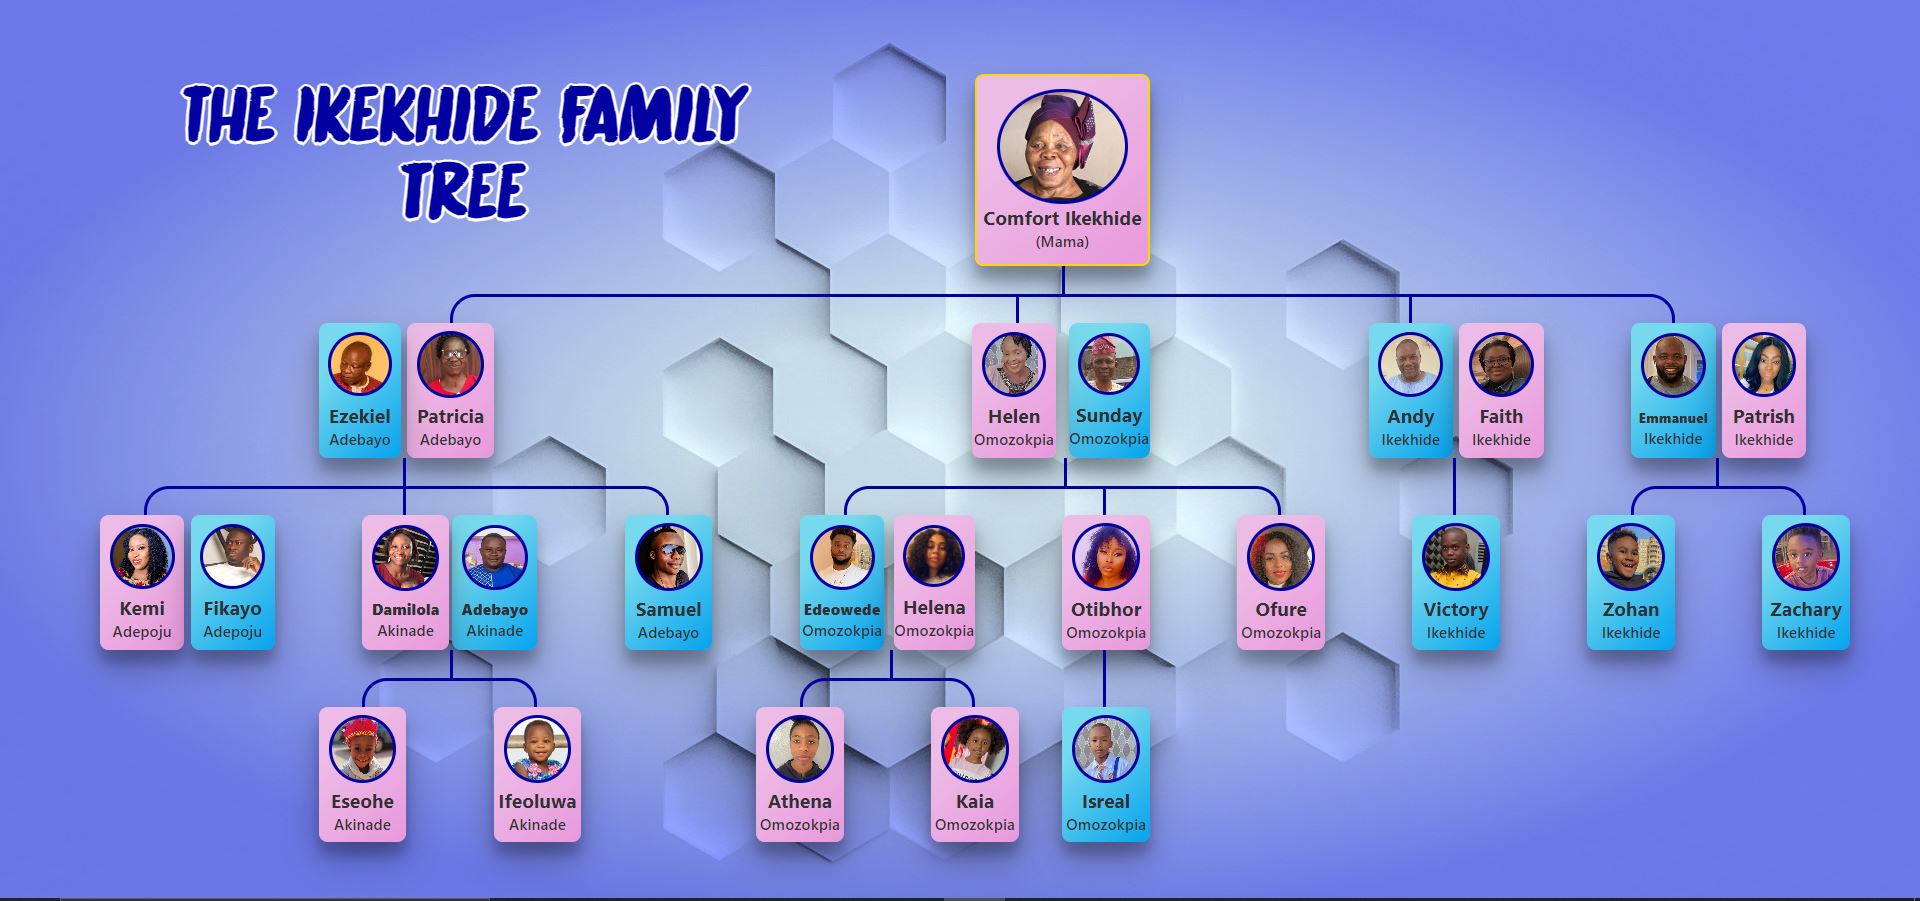 THE IKEKHIDE FAMILY
TREE
Comfort Ikekhide
(Mama)
Ezekiel
Adebayo
Patricia
Adebayo
Helen
Omozokpia
Sunday
Omozokpia
Andy
Ikekhide
Faith
Ikekhide
Emmanuel
Ikekhide
Patrish
Ikekhide
Kemi
Adepoju
Fikayo
Adepoju
Damilola
Akinade
Adebayo
Akinade
Samuel
Adebayo
Edeowede
Omozokpia
Helena
Omozokpia
Otibhor
Omozokpia
Ofure
Omozokpia
Victory
Ikekhide
Zohan
Ikekhide
Zachary
Ikekhide
Eseohe
Akinade
Ifeoluwa
Akinade
Athena
Omozokpia
Kaia
Omozokpia
Isreal
Omozokpia